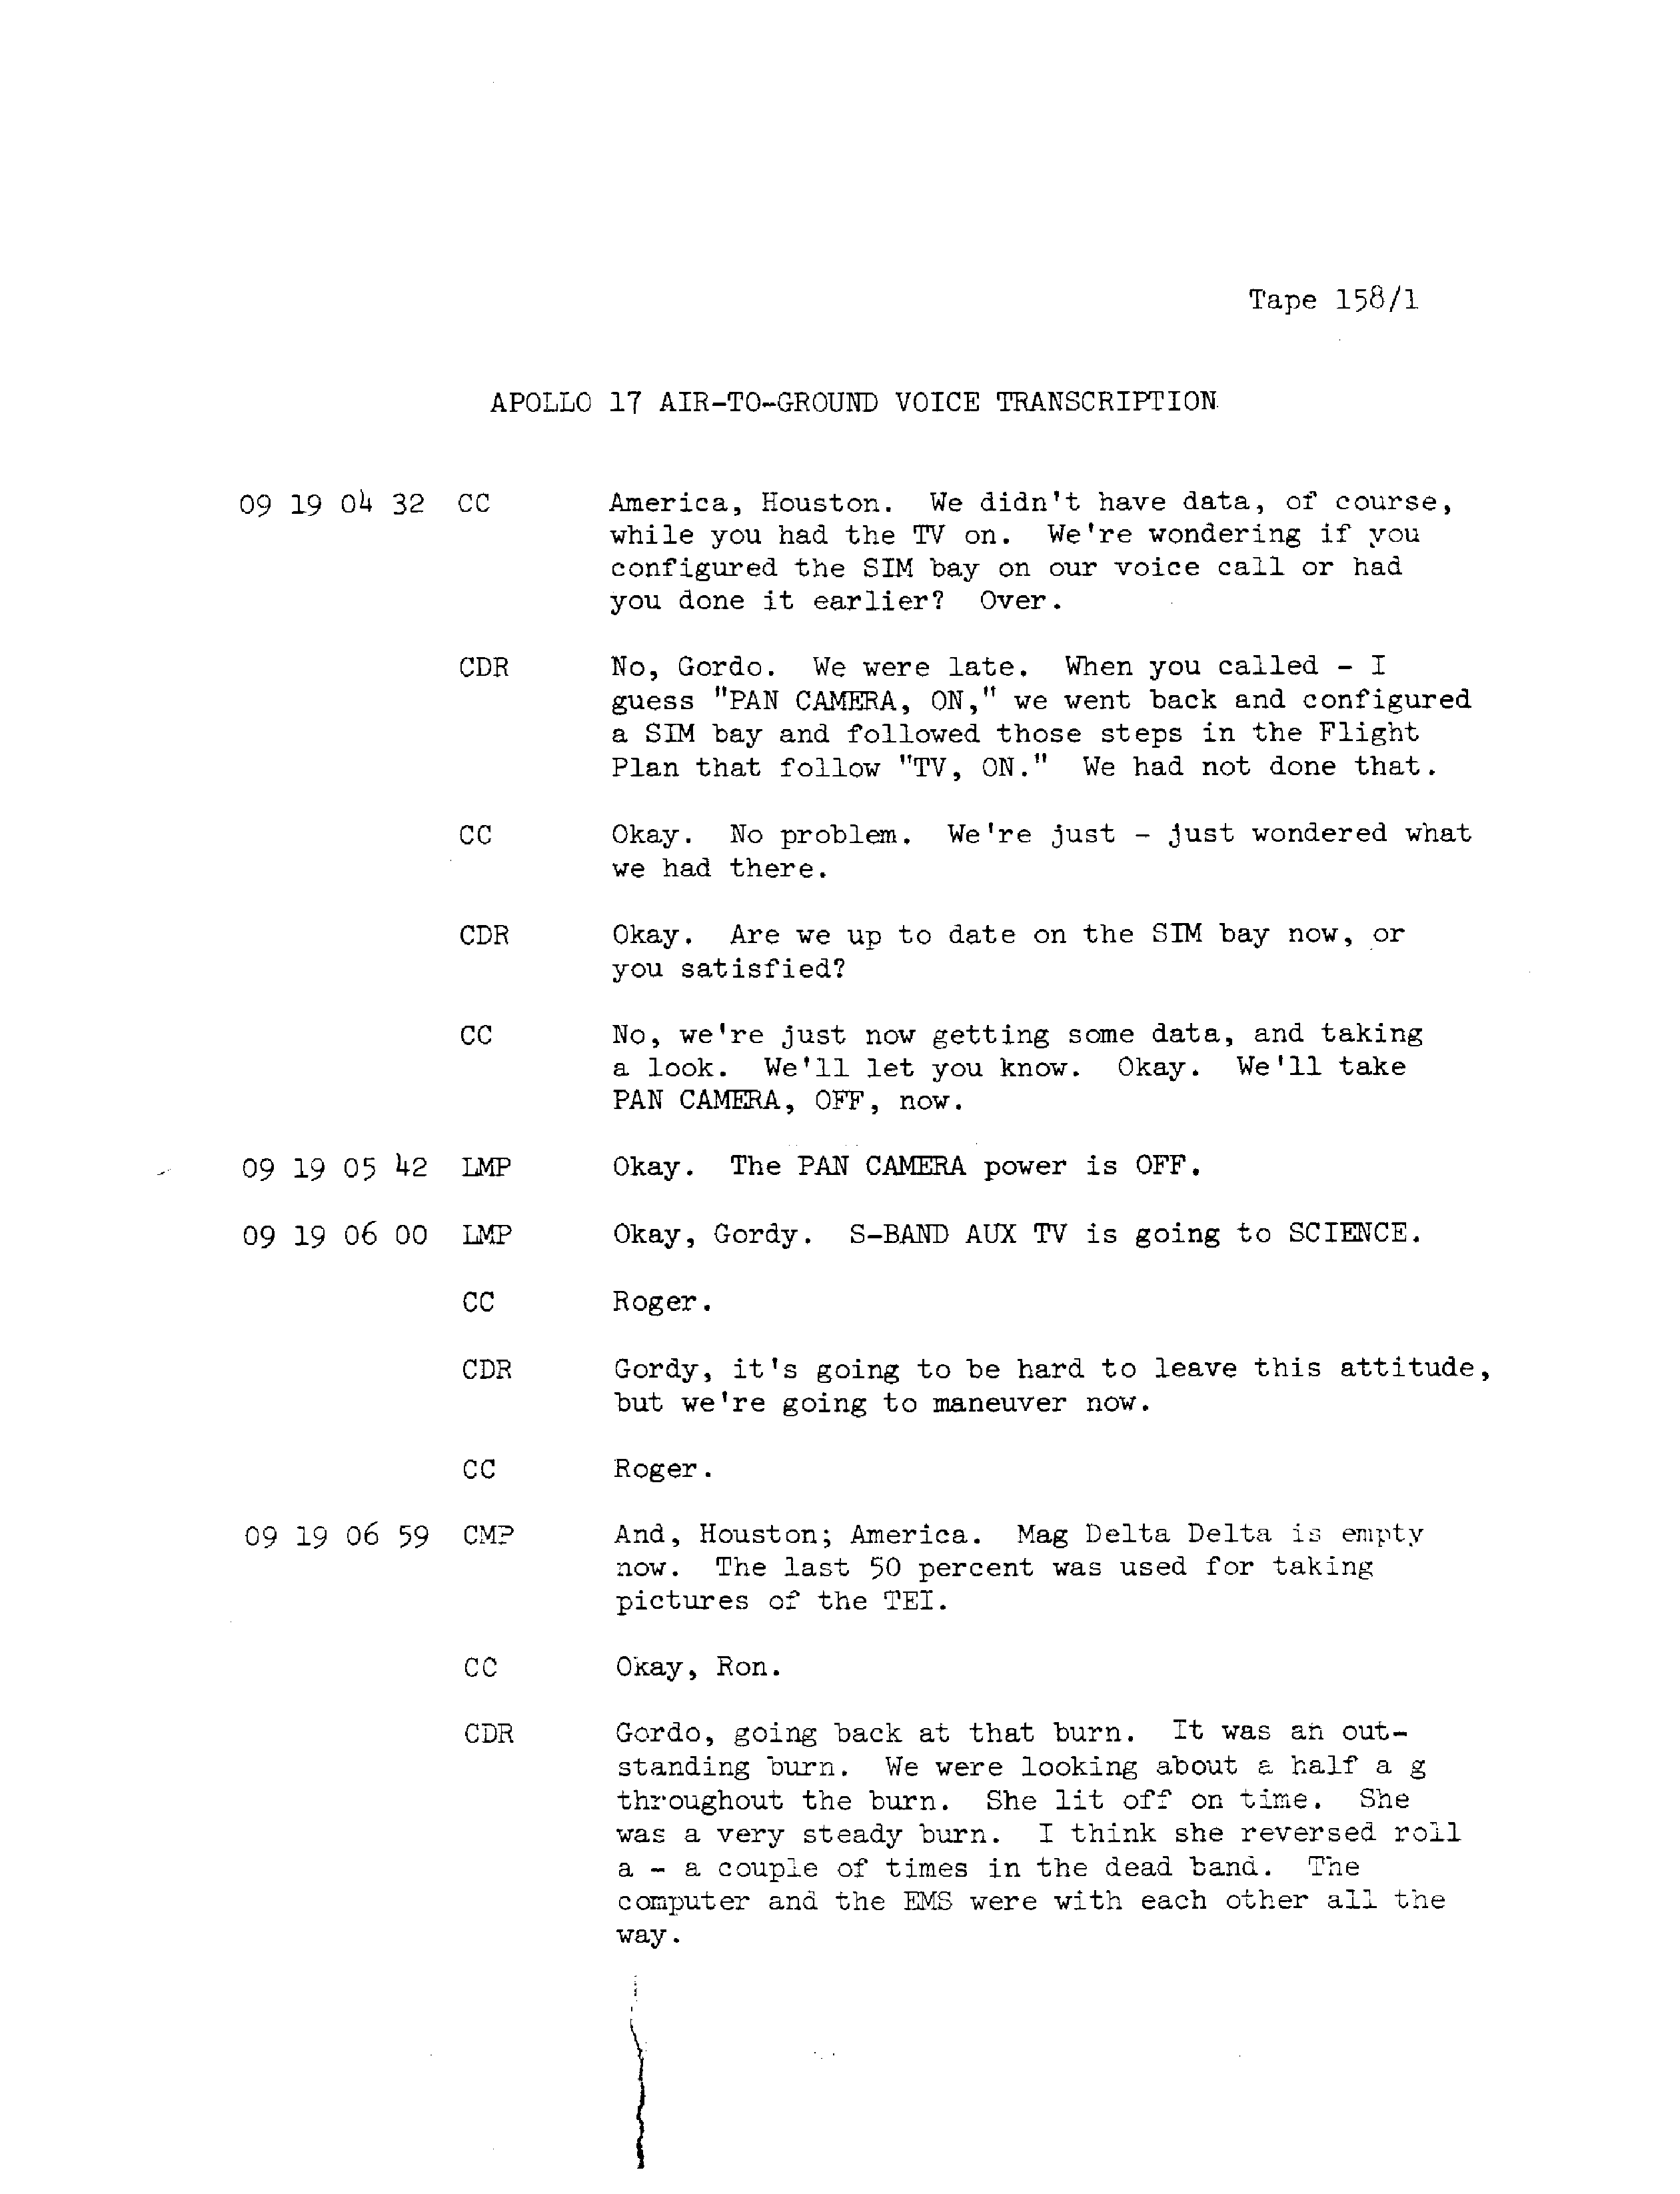 Tape 158/1
APOLLO 17 AIR-TO-GROUND VOICE TRANSCRIPTION
09 19 04 32 CC America, Houston. We didn't have data, of course,
while you had the TV on. We're wondering if you
configured the SIM bay on our voice call or had
you done it earlier? Over.
CDR No, Gordo. We were late. When you called - I
guess "PAN CAMERA, ON," we went back and configured
a SIM bay and followed those steps in the Flight
Plan that follow "TV, ON." We had not done that.
CC Okay. No problem. We're just - just wondered what
we had there.
CDR Okay. Are we up to date on the SIM bay now, or
you satisfied?
CC No, we're just now getting some data, and taking
a look. We'll let you know. Okay. We'll take
PAN CAMERA, OFF, now.
09 19 05 42 LMP Okay. The PAN CAMERA power is OFF.
09 19 06 00 LMP Okay, Gordy. S-BAND AUX TV is going to SCIENCE.
CC Roger.
CDR Gordy, it's going to be hard to leave this attitude,
but we're going to maneuver now.
CC Roger.
09 19 06 59 CMP And, Houston; America. Mag Delta Delta is empty
now. The last 50 percent was used for taking
pictures of the TEI.
CC Okay, Ron.
CDR Gordo, going back at that burn. It was an out-
standing burn. We were looking about a half a g
throughout the burn. She lit off on time. She
was a very steady burn. I think she reversed roll
a - a couple of times in the dead band. The
computer and the EMS were with each other all the
way.